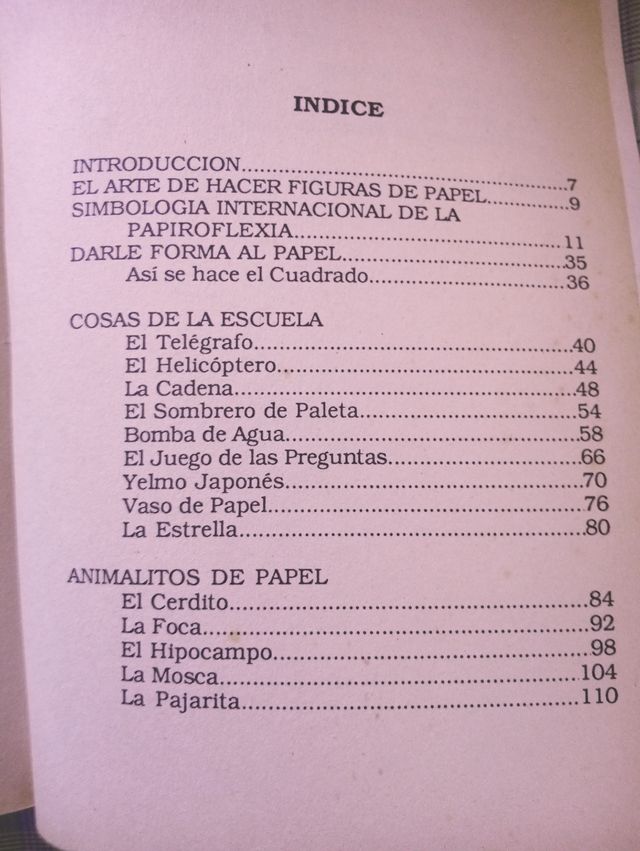 INDICE
INTRODUCCION..................................................7
EL ARTE DE HACER FIGURAS DE PAPEL.............9
SIMBOLOGIA INTERNACIONAL DE LA
PAPIROFLEXIA.........................................11
DARLE FORMA AL PAPEL..................................35
Así se hace el Cuadrado..............................36
COSAS DE LA ESCUELA
El Telégrafo................................................40
El Helicóptero.............................................44
La Cadena...................................................48
El Sombrero de Paleta.................................54
Bomba de Agua...........................................58
El Juego de las Preguntas............................66
Yelmo Japonés............................................70
Vaso de Papel..............................................76
La Estrella...................................................80
ANIMALITOS DE PAPEL
El Cerdito....................................................84
La Foca.......................................................92
El Hipocampo..............................................98
La Mosca.....................................................104
La Pajarita...................................................110